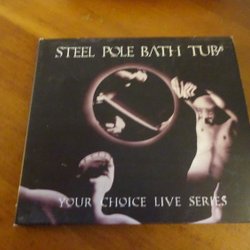 STEEL POLE BATH TUB
YOUR CHOICE LIVE SERIES